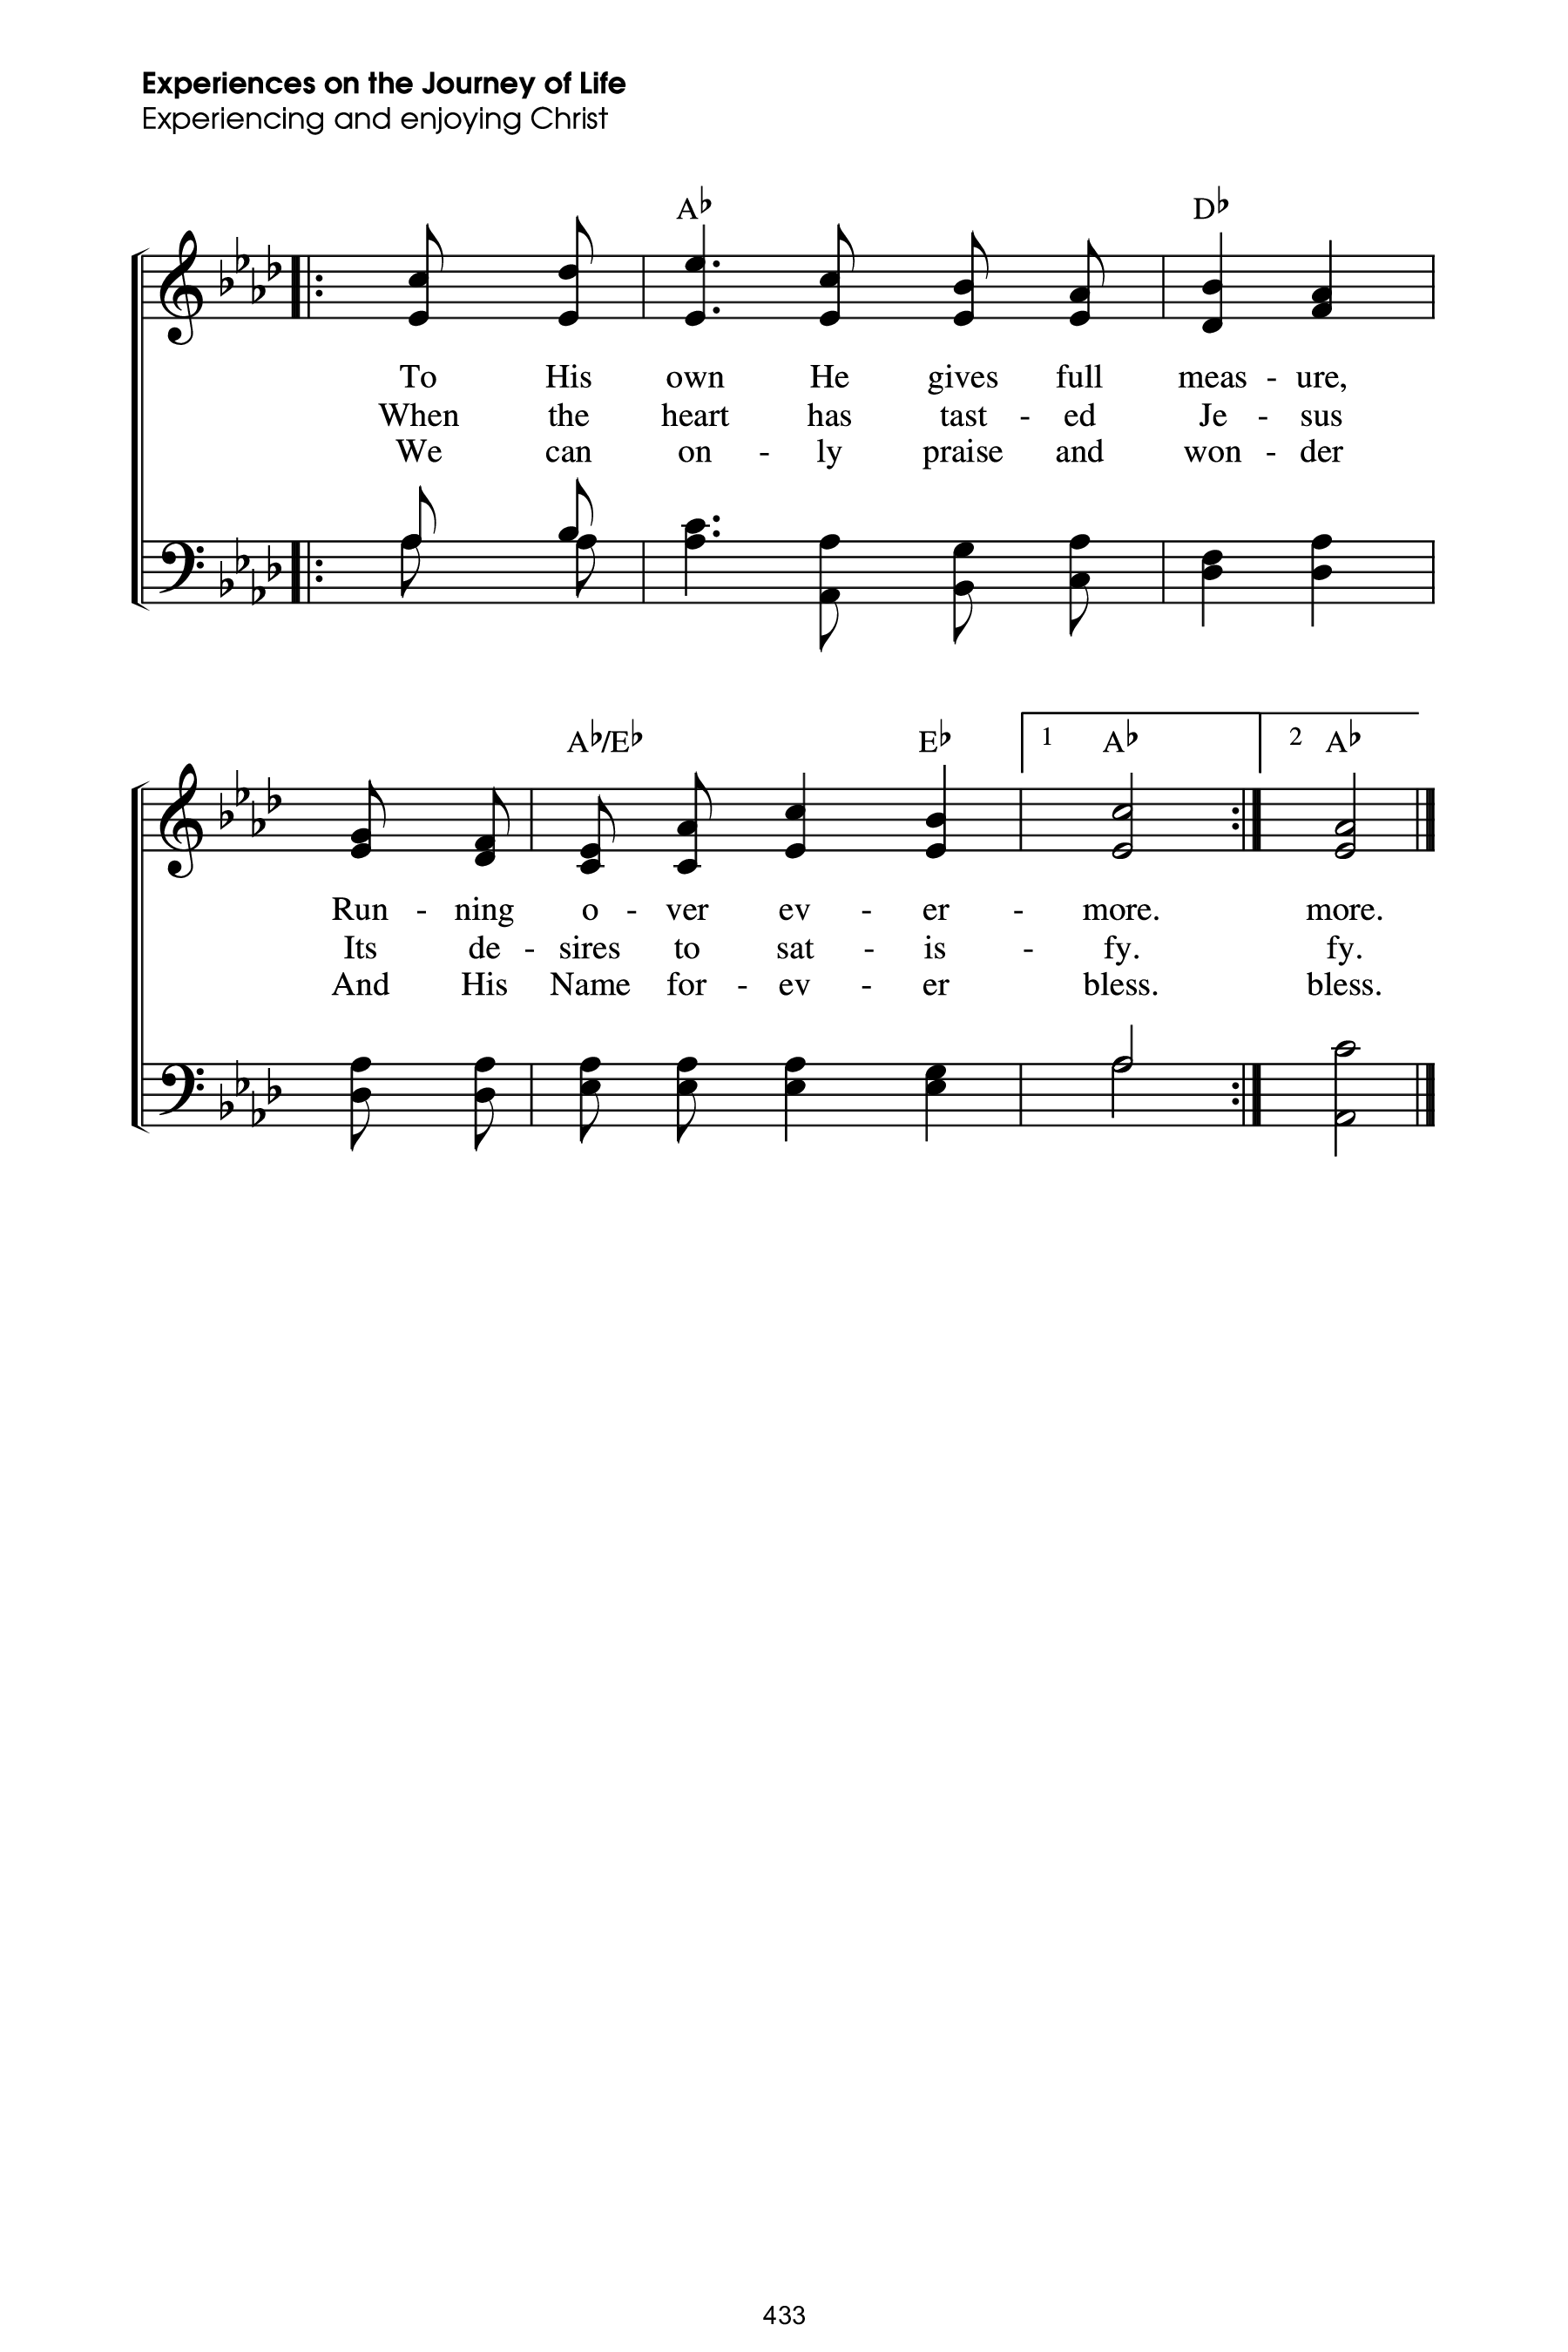 Experiences on the Journey of Life
Experiencing and enjoying Christ
A♭ D♭
To His own He gives full meas - ure,
When the heart has tast - ed Je - sus
We can on - ly praise and won - der
A♭/E♭ E♭ 1 A♭ 2 A♭
Run - ning o - ver ev - er - more. more.
Its de - sires to sat - is - fy. fy.
And His Name for - ev - er bless. bless.
433